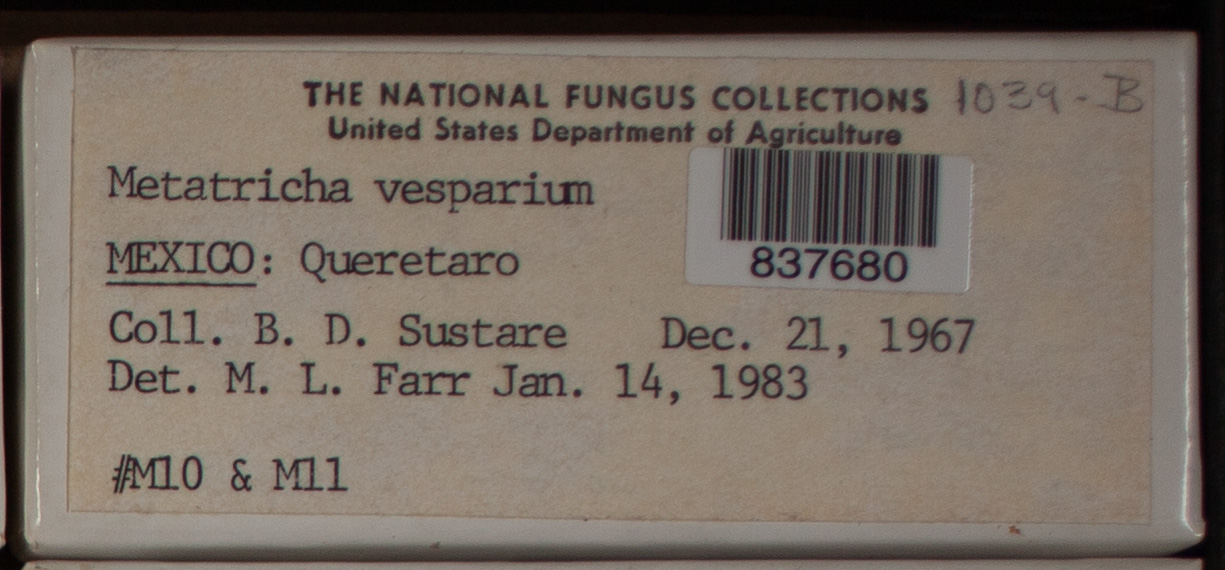 THE NATIONAL FUNGUS COLLECTIONS 1039-B
United States Department of Agriculture
Metatricha vesparium
837680
MEXICO: Queretaro
Coll. B. D. Sustare Dec. 21, 1967
Det. M. L. Farr Jan. 14, 1983
#M10 & M11